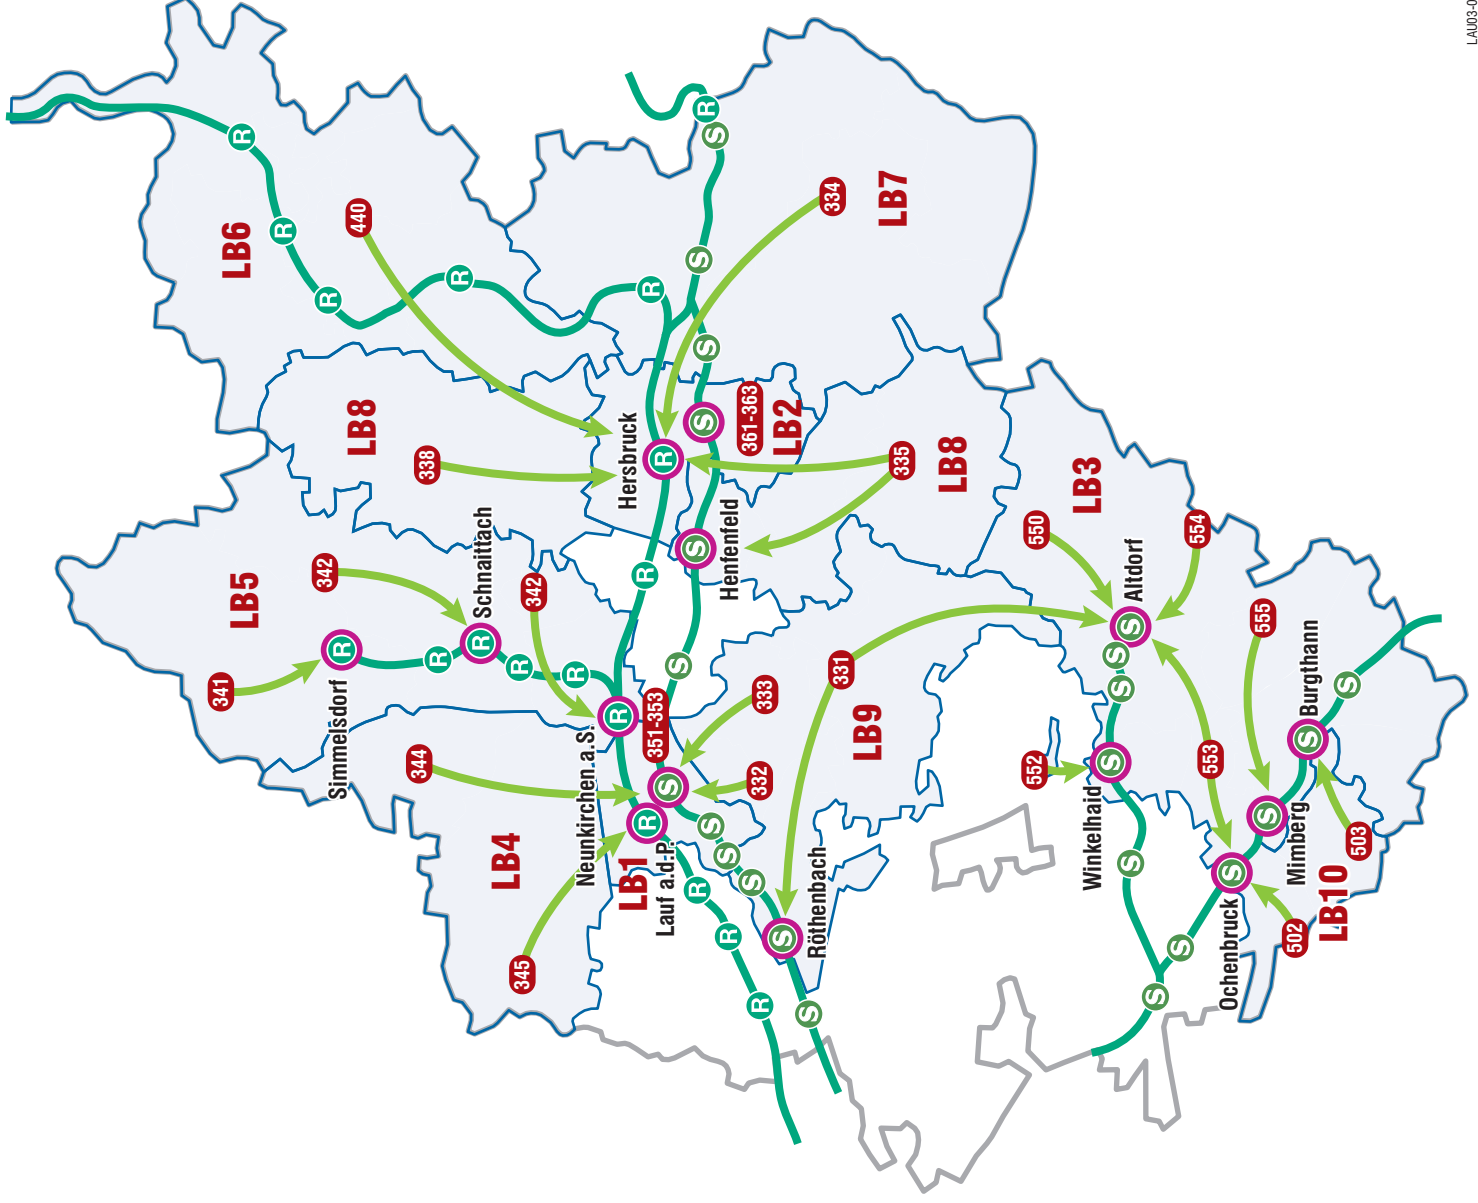 341
LB6
LB5
342
Simmelsdorf
440
LB8
344
338
Schnaittach
LB4
345
342
Neunkirchen a.S.
Hersbruck
LB1
351-353
Lauf a.d.P.
Henfenfeld
361-363
332
333
LB2
Röthenbach
334
331
LB9
LB7
335
LB8
552
550
LB3
Winkelhaid
Altdorf
554
553
Ochenbruck
555
502
Mimberg
Burgthann
LB10
503
LAU03-0